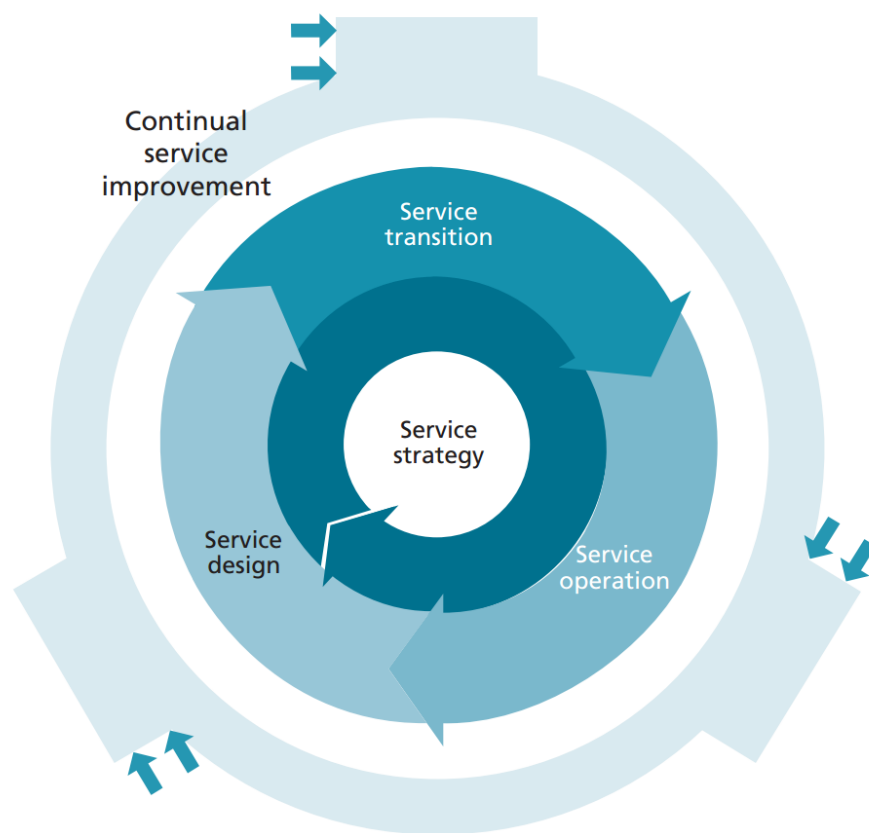 Continual
service
improvement
Service
transition
Service
strategy
Service
design
Service
operation